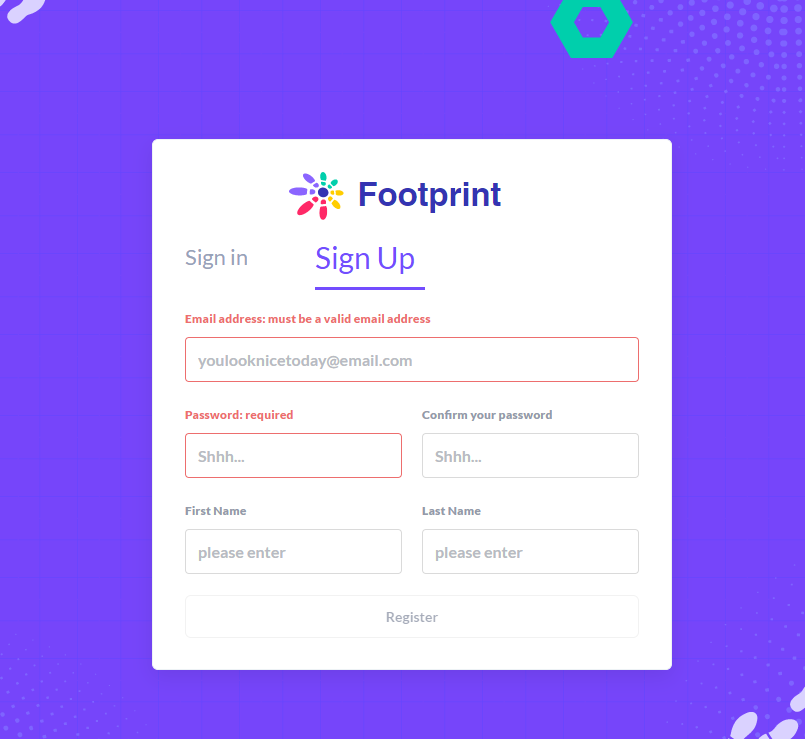 Footprint
Sign in
Sign Up
Email address: must be a valid email address
youlooknicetoday@email.com
Password: required
Confirm your password
Shhh...
Shhh...
First Name
Last Name
please enter
please enter
Register